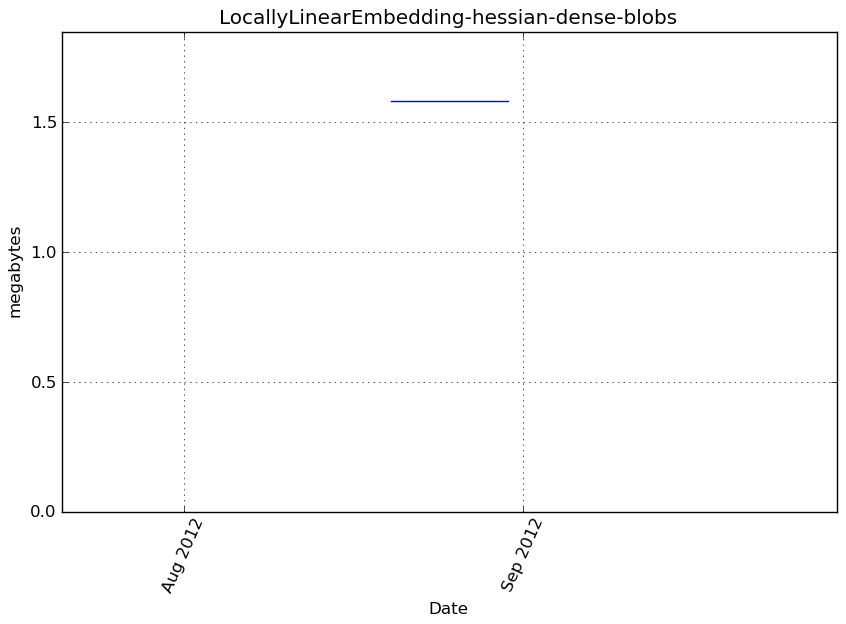 LocallyLinearEmbedding-hessian-dense-blobs
megabytes
1.5
1.0
0.5
0.0
Aug 2012
Sep 2012
Date